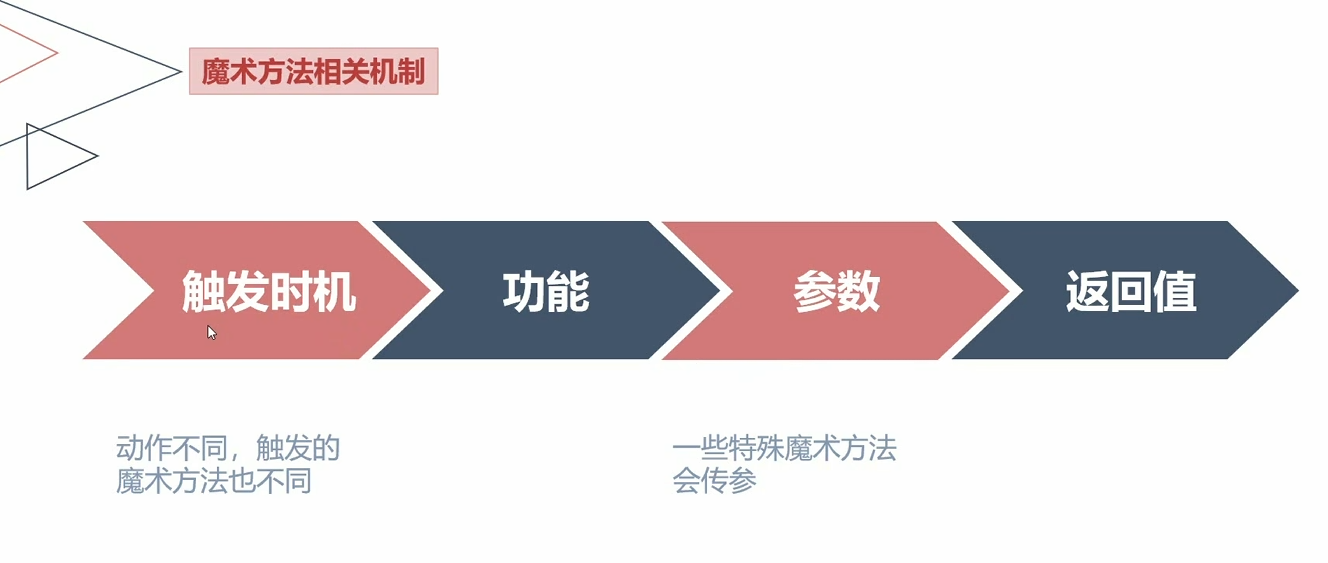 魔术方法相关机制
触发时机
功能
参数
返回值
动作不同，触发的
魔术方法也不同
一些特殊魔术方法
会传参